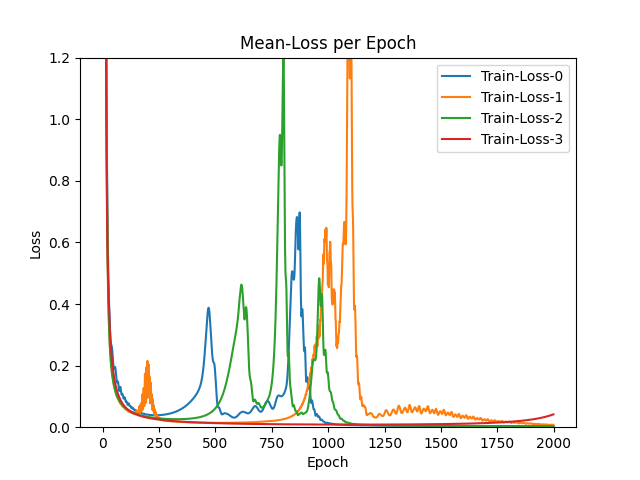 Mean-Loss per Epoch
1.2
1.0
0.8
0.6
0.4
0.2
0.0
Loss
Train-Loss-0
Train-Loss-1
Train-Loss-2
Train-Loss-3
0 250 500 750 1000 1250 1500 1750 2000
Epoch